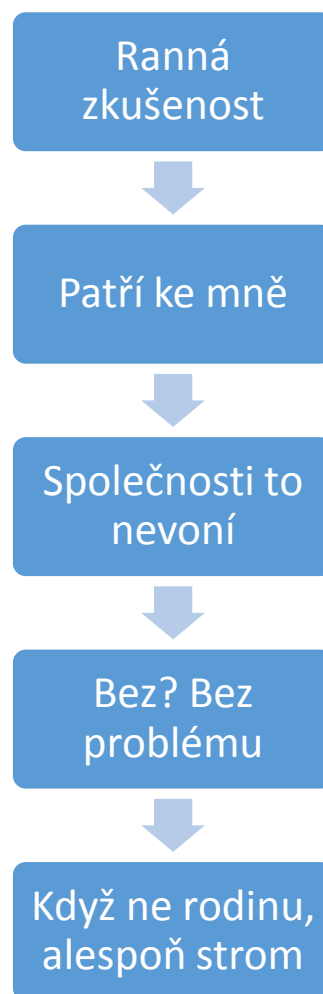 Ranná
zkušenost
Patří ke mně
Společnosti to
nevoní
Bez? Bez
problému
Když ne rodinu,
alespoň strom